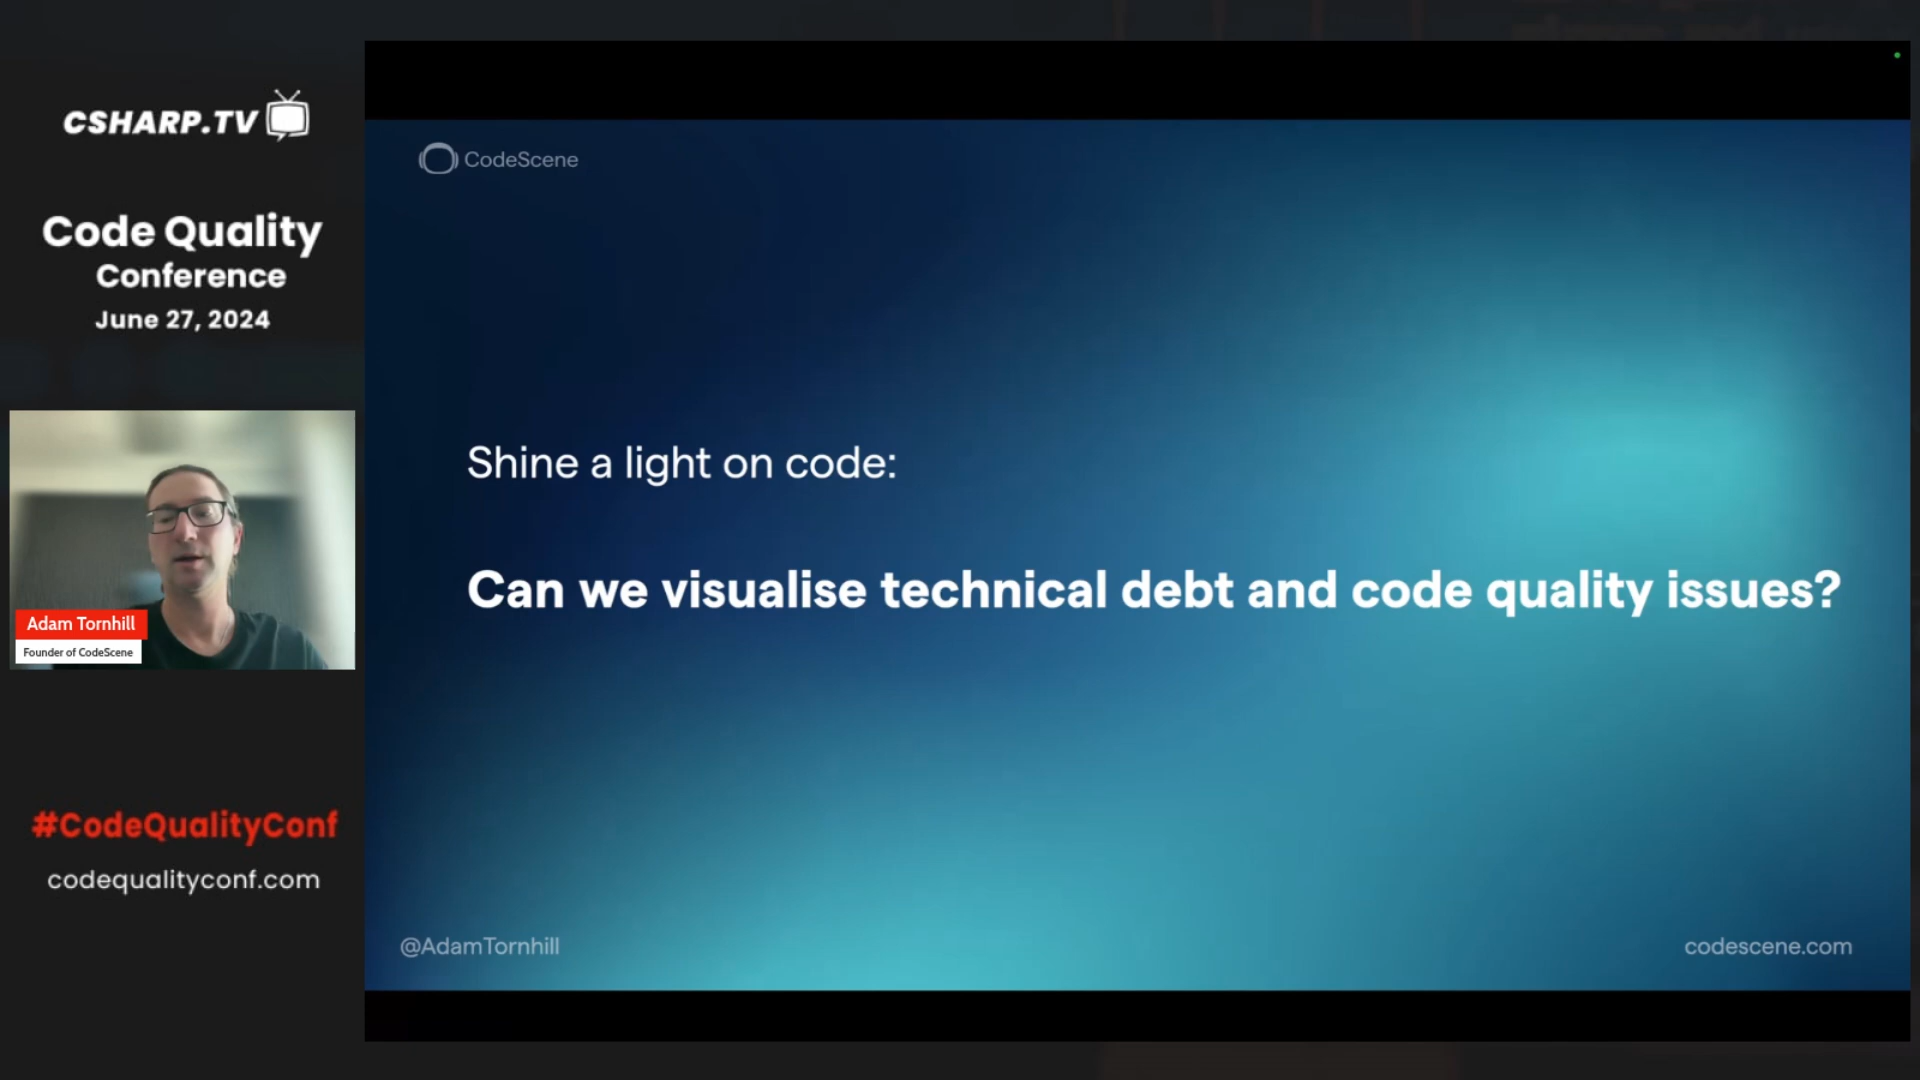 CSHARP.TV
Code Quality
Conference
June 27, 2024
Adam Tornhill
Founder of CodeScene
#CodeQualityConf
codequalityconf.com
CodeScene
Shine a light on code:
Can we visualise technical debt and code quality issues?
@AdamTornhill
codescene.com